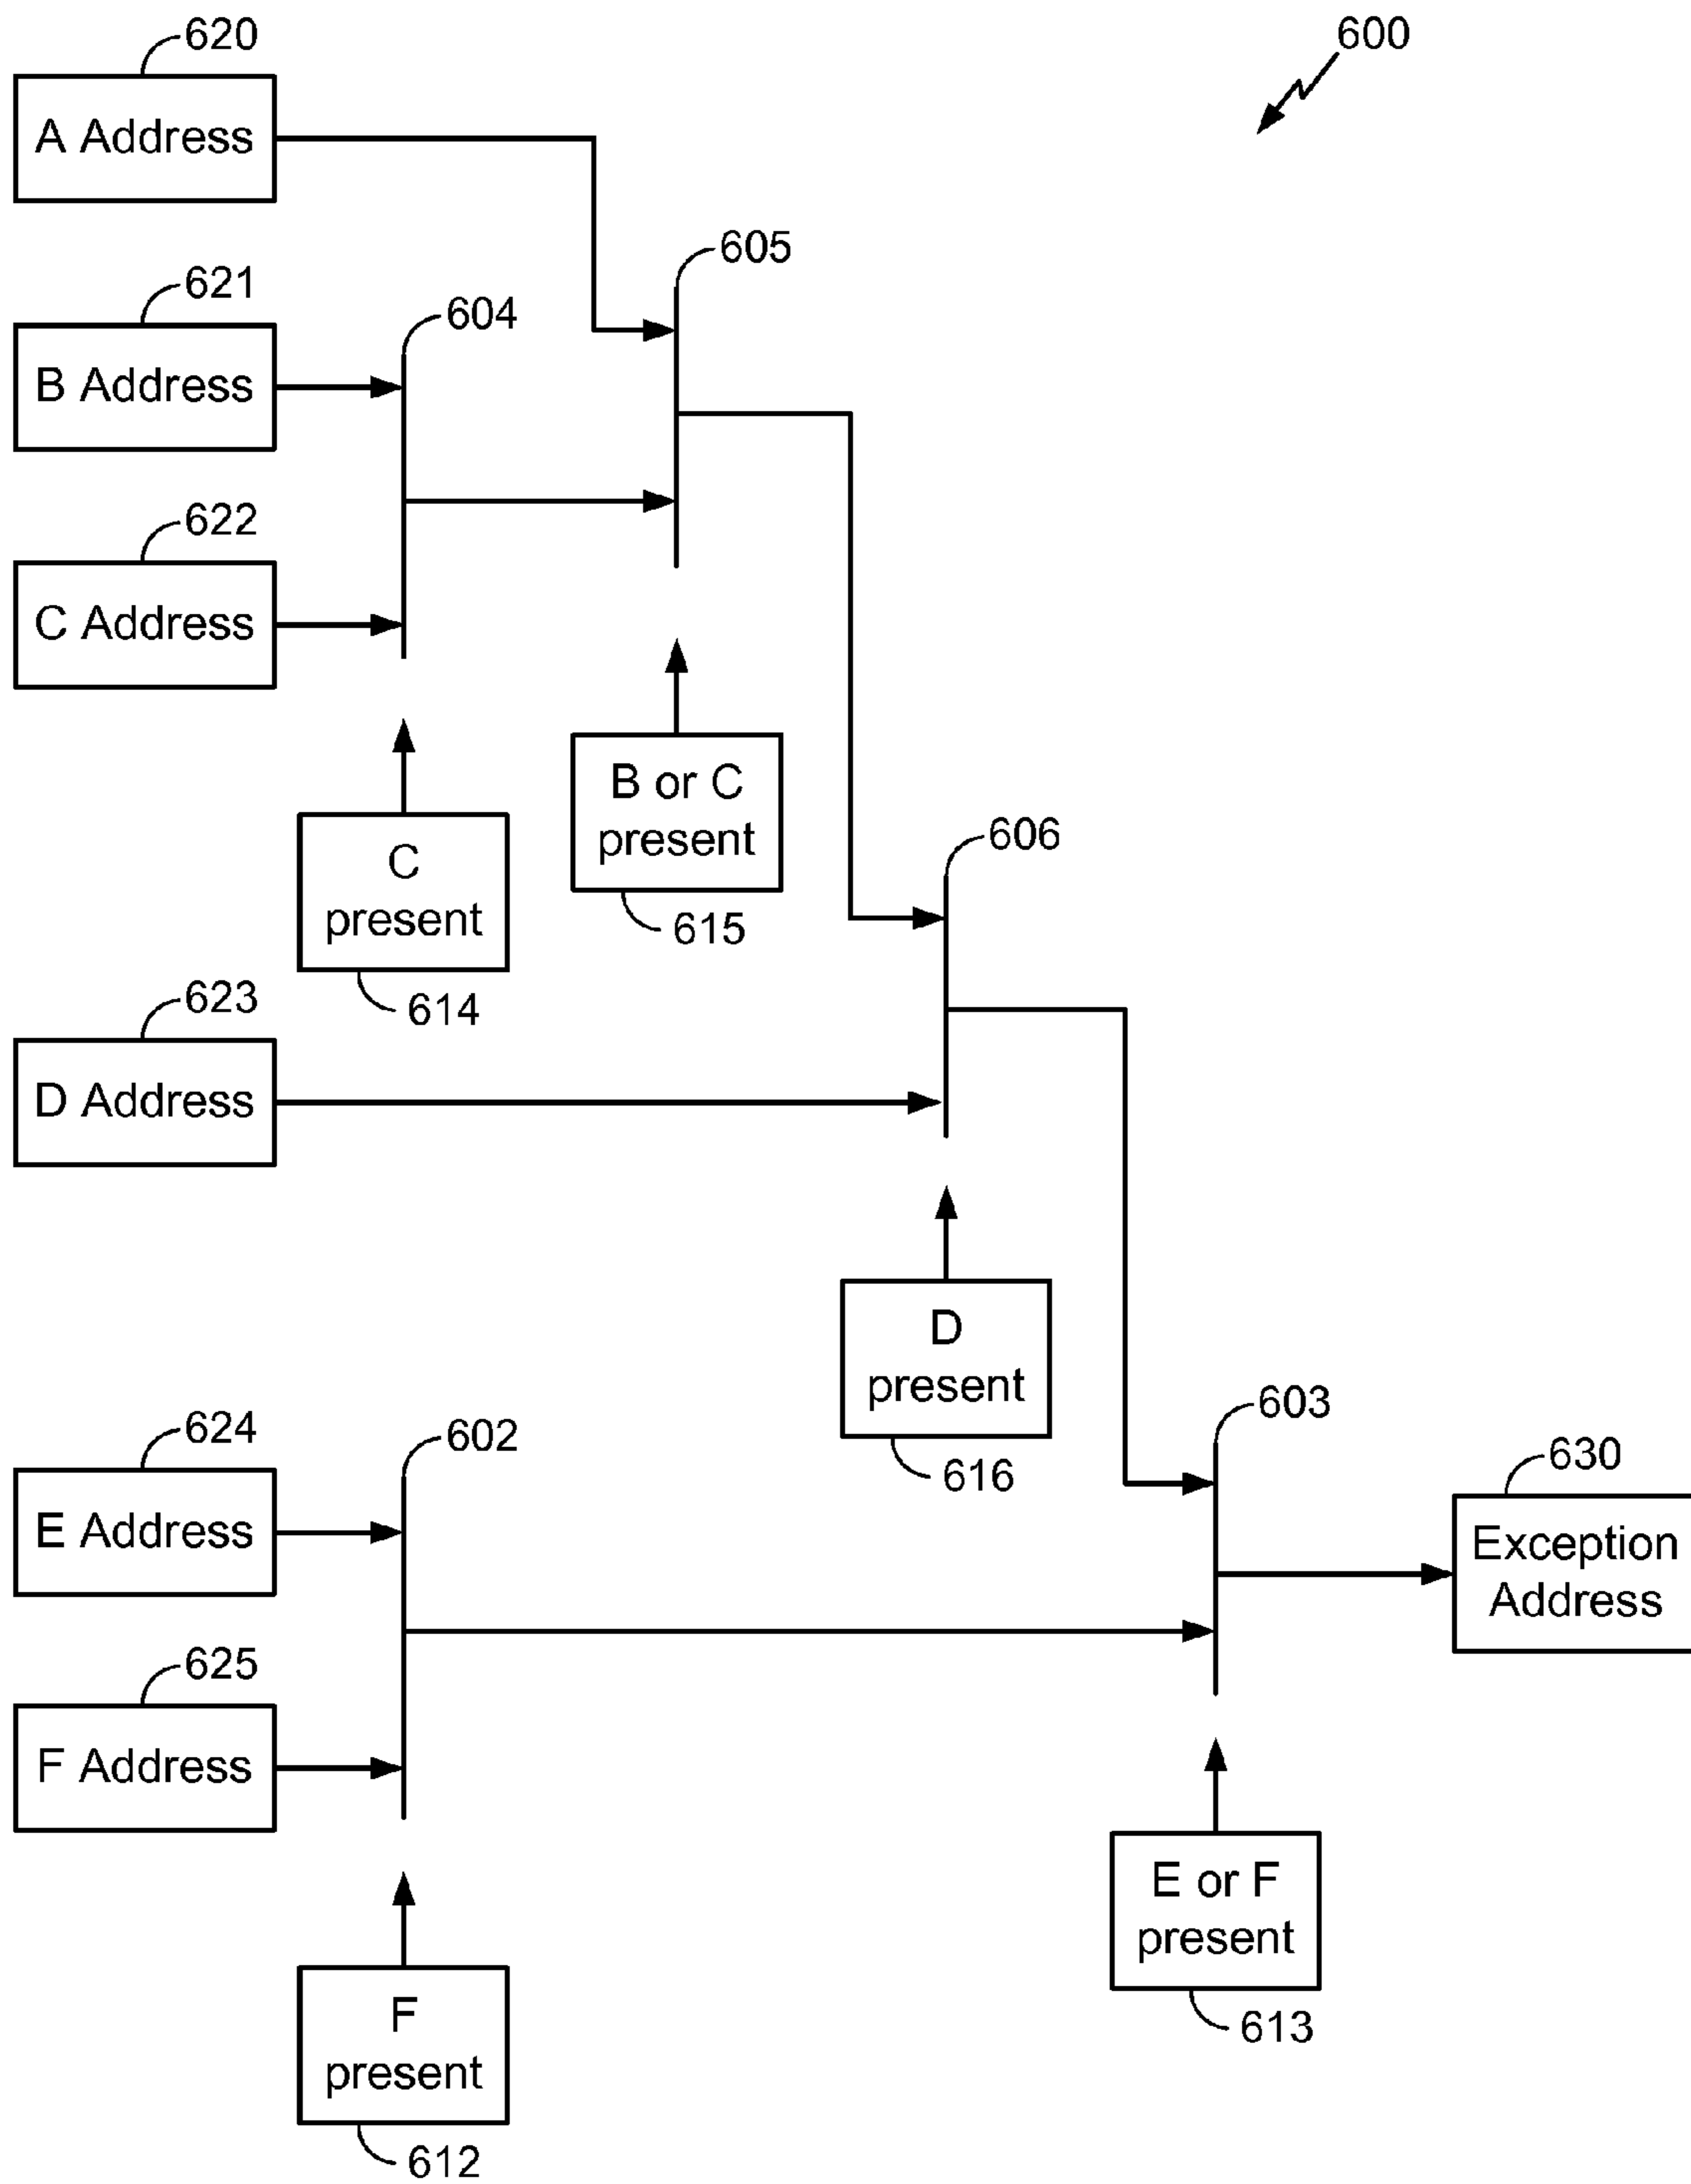 620
600
A Address
605
621
604
B Address
622
C Address
B or C
present
606
C
present
615
614
623
D Address
D
present
603
624
602
616
630
E Address
Exception
Address
625
F Address
E or F
present
F
present
613
612